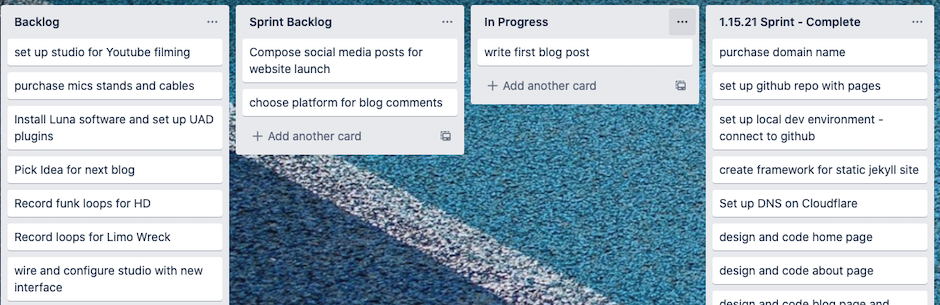 Backlog
set up studio for Youtube filming
purchase mics stands and cables
Install Luna software and set up UAD
plugins
Pick Idea for next blog
Record funk loops for HD
Record loops for Limo Wreck
wire and configure studio with new
interface
Sprint Backlog
Compose social media posts for
website launch
choose platform for blog comments
+ Add another card
In Progress
write first blog post
+ Add another card
1.15.21 Sprint - Complete
purchase domain name
set up github repo with pages
set up local dev environment -
connect to github
create framework for static jekyll site
Set up DNS on Cloudflare
design and code home page
design and code about page
design and code blog page and